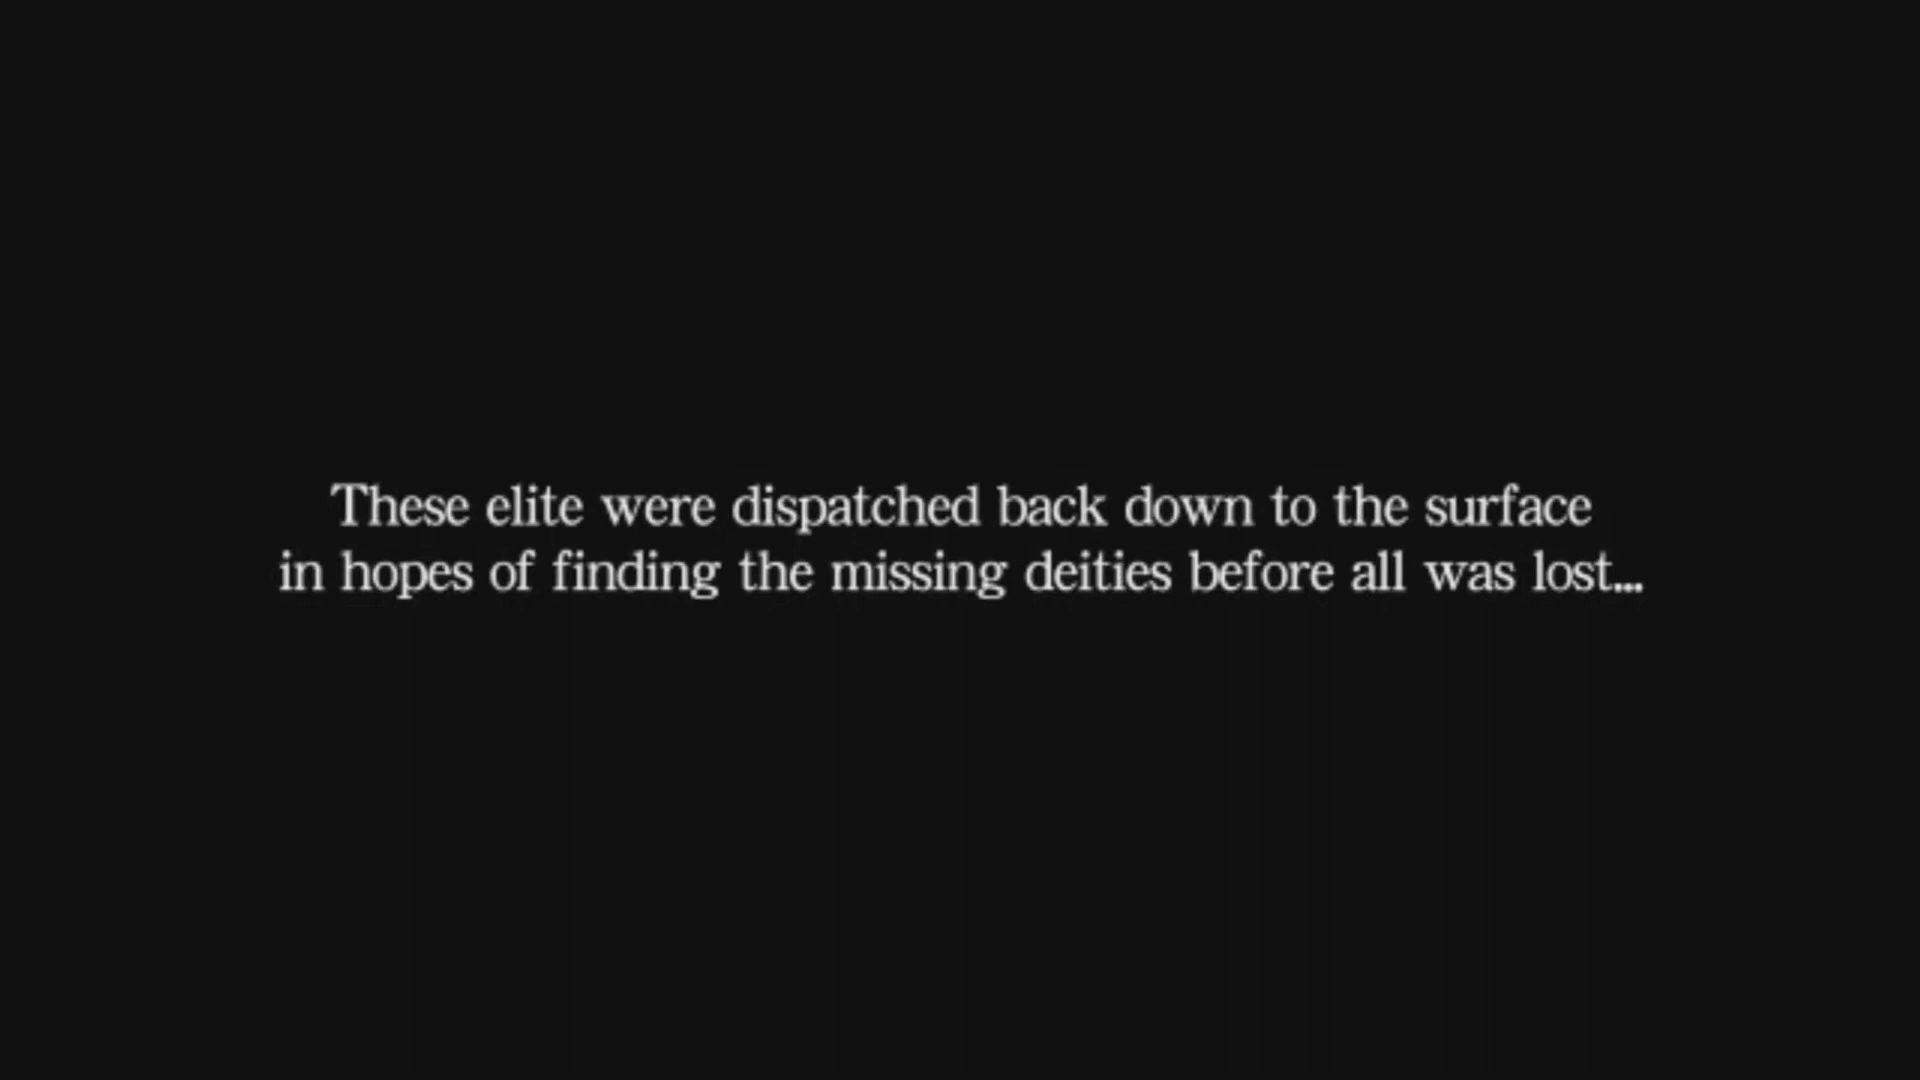 These elite were dispatched back down to the surface
in hopes of finding the missing deities before all was lost...